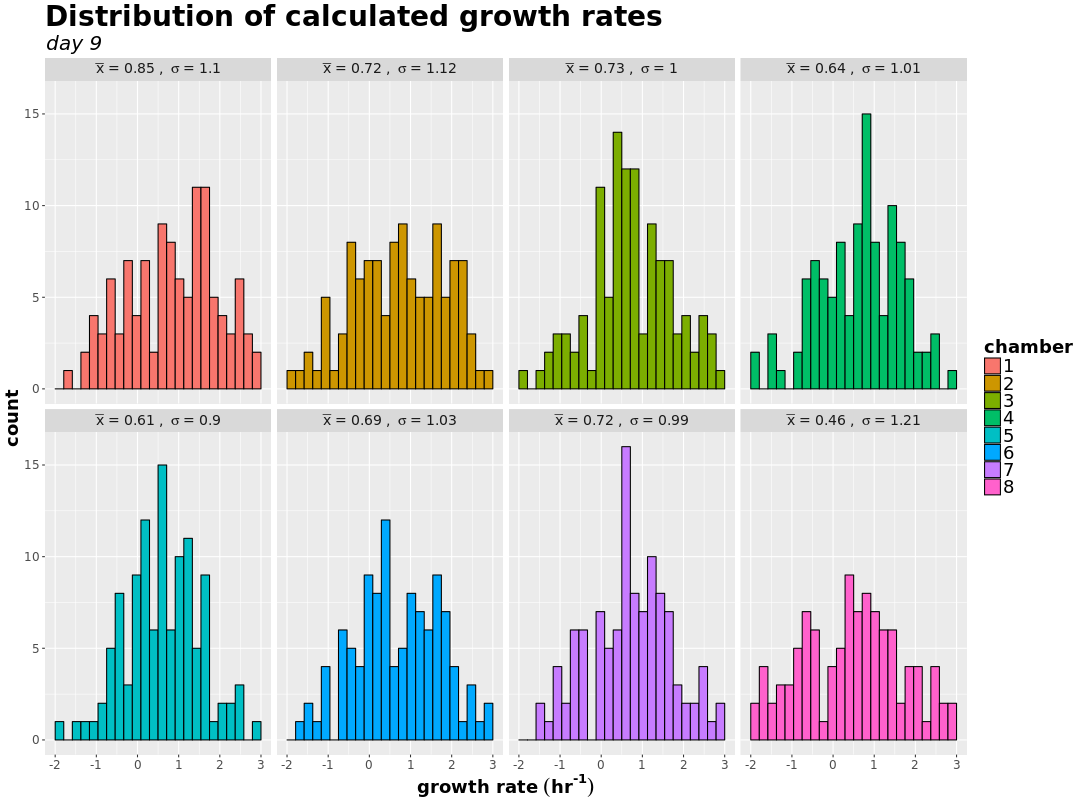 Distribution of calculated growth rates
day 9
x̅ = 0.85 , σ = 1.1
x̅ = 0.72 , σ = 1.12
x̅ = 0.73 , σ = 1
x̅ = 0.64 , σ = 1.01
15
10
5
0
x̅ = 0.61 , σ = 0.9
x̅ = 0.69 , σ = 1.03
x̅ = 0.72 , σ = 0.99
x̅ = 0.46 , σ = 1.21
15
10
5
0
-2 -1 0 1 2 3
-2 -1 0 1 2 3
-2 -1 0 1 2 3
-2 -1 0 1 2 3
count
growth rate (hr⁻¹)
chamber
1
2
3
4
5
6
7
8